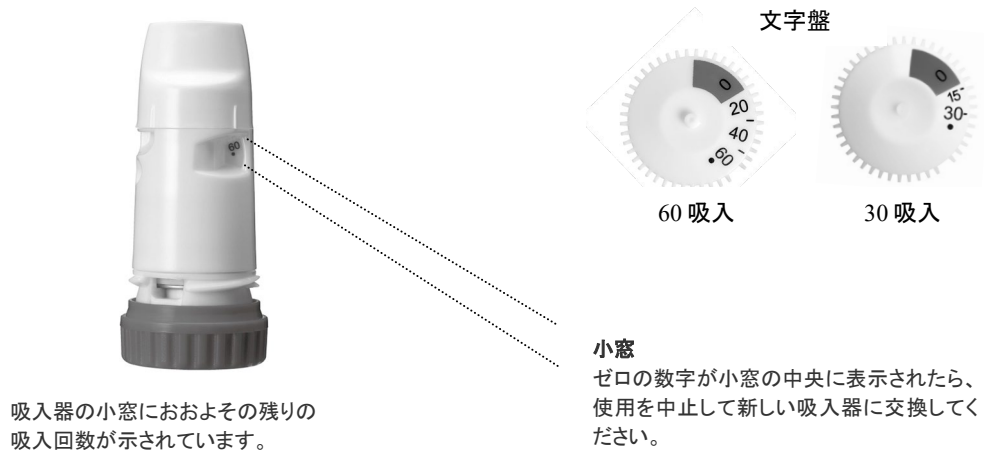 文字盤
60
0
20
40
60
0
15
30
60 吸入
30 吸入
小窓
ゼロの数字が小窓の中央に表示されたら、
使用を中止して新しい吸入器に交換してく
ださい。
吸入器の小窓におおよその残りの
吸入回数が示されています。